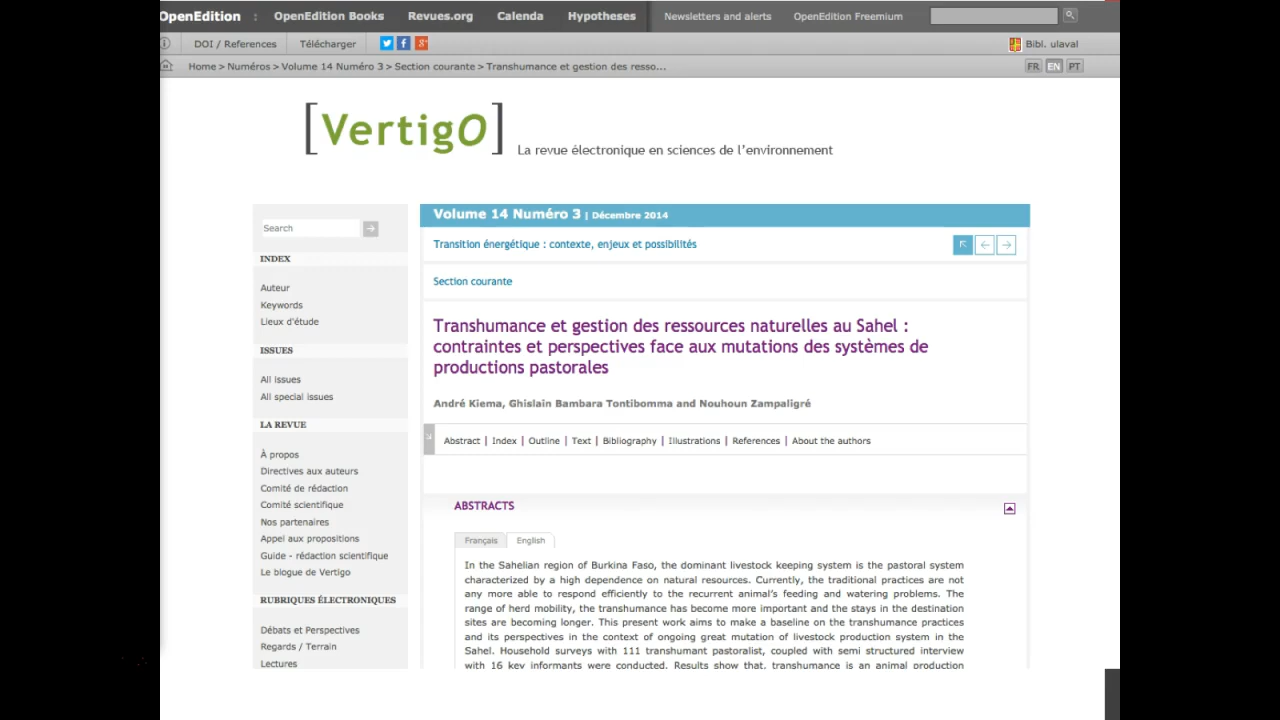 OpenEdition : OpenEdition Books Revues.org Calenda Hypotheses Newsletters and alerts OpenEdition Freemium
DOI / References Télécharger Bibl. ulaval
Home > Numéros > Volume 14 Numéro 3 > Section courante > Transhumance et gestion des resso... FR EN PT
[VertigO] La revue électronique en sciences de l'environnement
Search
INDEX
Auteur
Keywords
Lieux d'étude
ISSUES
All issues
All special issues
LA REVUE
À propos
Directives aux auteurs
Comité de rédaction
Comité scientifique
Nos partenaires
Appel aux propositions
Guide - rédaction scientifique
Le blogue de Vertigo
RUBRIQUES ÉLECTRONIQUES
Débats et Perspectives
Regards / Terrain
Lectures
Volume 14 Numéro 3 | Décembre 2014
Transition énergétique : contexte, enjeux et possibilités
Section courante
Transhumance et gestion des ressources naturelles au Sahel :
contraintes et perspectives face aux mutations des systèmes de
productions pastorales
André Kiema, Ghislain Bambara Tontibomma and Nouhoun Zampaligré
Abstract | Index | Outline | Text | Bibliography | Illustrations | References | About the authors
ABSTRACTS
Français English
In the Sahelian region of Burkina Faso, the dominant livestock keeping system is the pastoral system
characterized by a high dependence on natural resources. Currently, the traditional practices are not
any more able to respond efficiently to the recurrent animal's feeding and watering problems. The
range of herd mobility, the transhumance has become more important and the stays in the destination
sites are becoming longer. This present work aims to make a baseline on the transhumance practices
and its perspectives in the context of ongoing great mutation of livestock production system in the
Sahel. Household surveys with 111 transhumant pastoralist, coupled with semi structured interview
with 16 key informants were conducted. Results show that, transhumance is an animal production